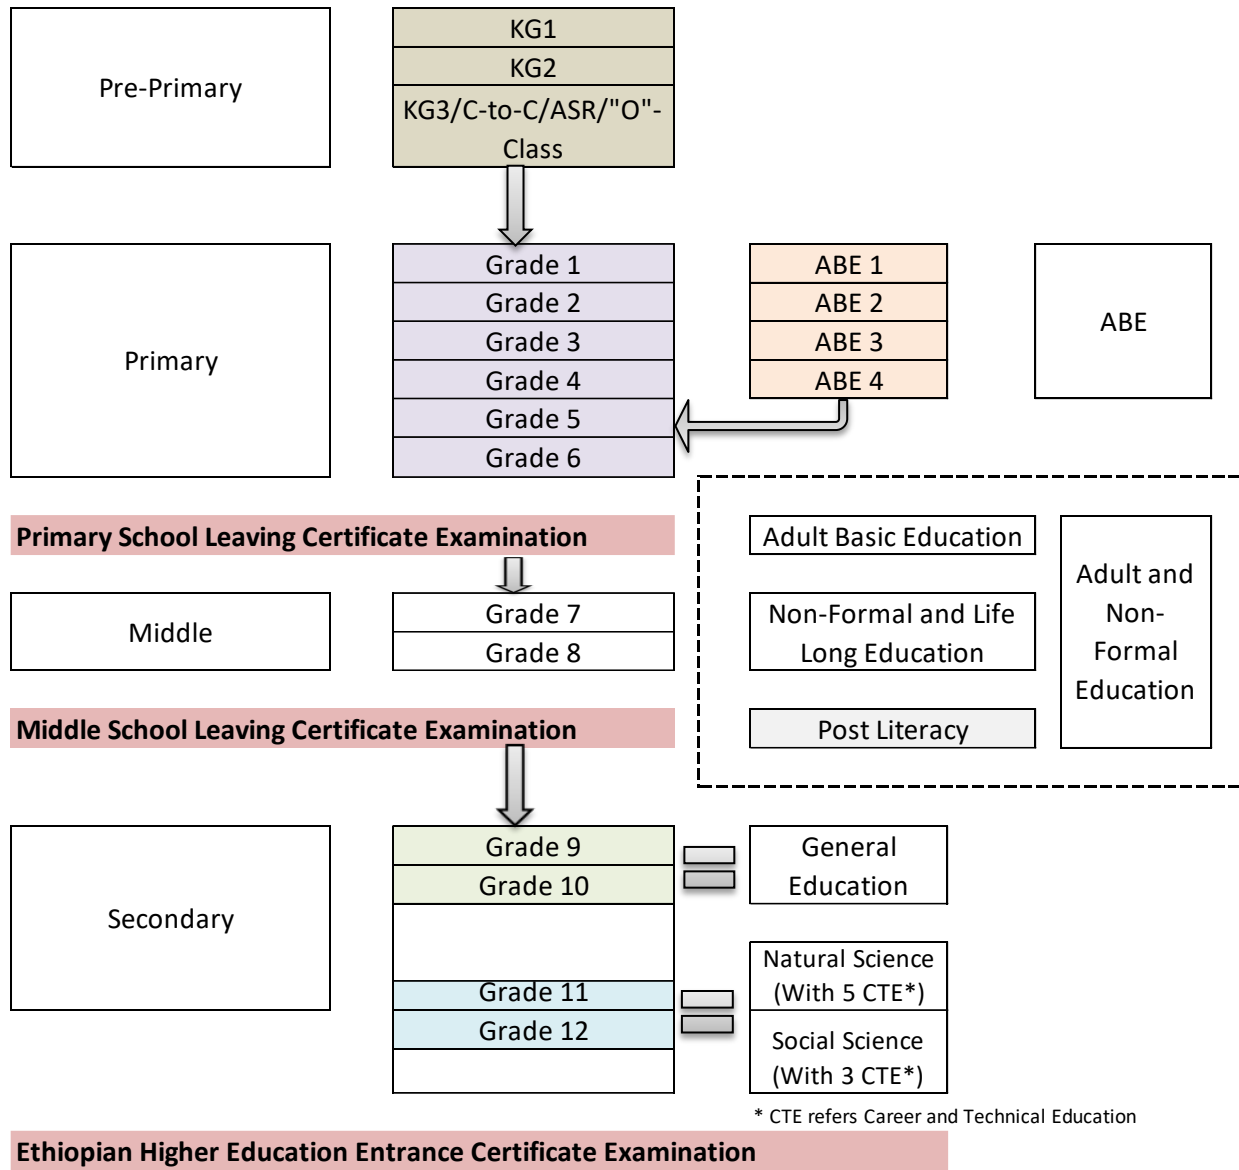 Pre-Primary
KG1
KG2
KG3/C-to-C/ASR/"O"-
Class
Primary
Grade 1
Grade 2
Grade 3
Grade 4
Grade 5
Grade 6
ABE 1
ABE 2
ABE 3
ABE 4
ABE
Primary School Leaving Certificate Examination
Middle
Grade 7
Grade 8
Middle School Leaving Certificate Examination
Adult Basic Education
Non-Formal and Life
Long Education
Post Literacy
Adult and
Non-
Formal
Education
Secondary
Grade 9
Grade 10
General
Education
Grade 11
Grade 12
Natural Science
(With 5 CTE*)
Social Science
(With 3 CTE*)
* CTE refers Career and Technical Education
Ethiopian Higher Education Entrance Certificate Examination